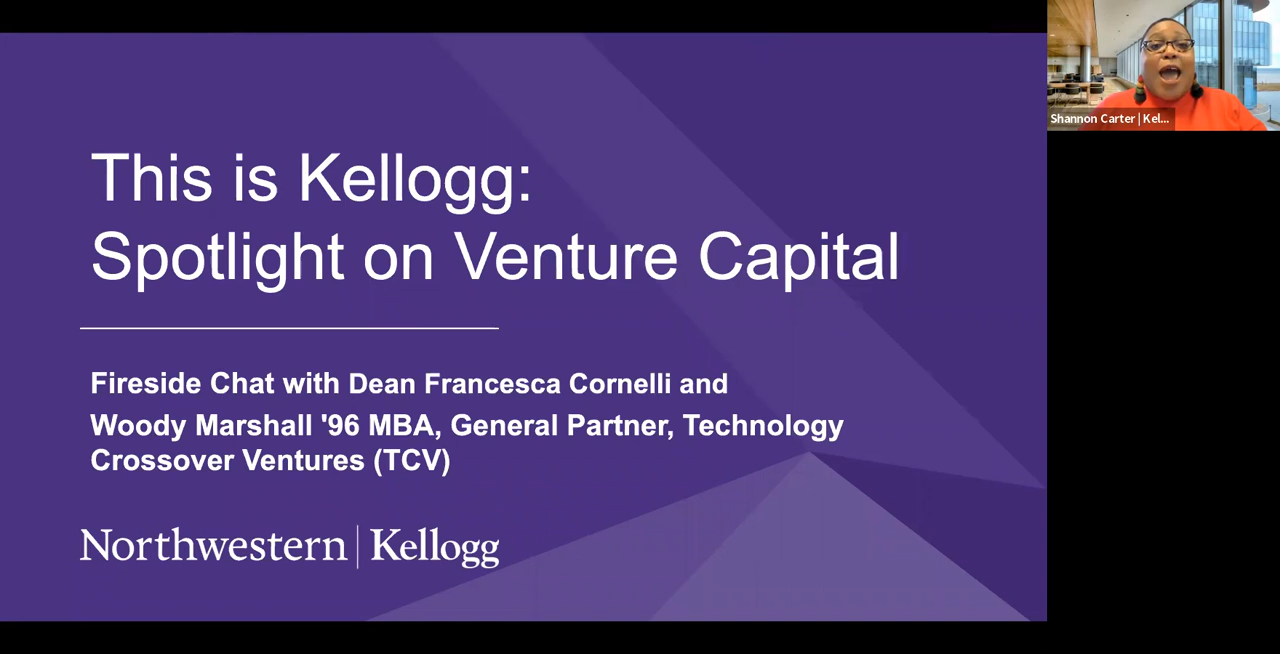 This is Kellogg:
Spotlight on Venture Capital
Fireside Chat with Dean Francesca Cornelli and
Woody Marshall '96 MBA, General Partner, Technology
Crossover Ventures (TCV)
Northwestern | Kellogg
Shannon Carter | Kel...